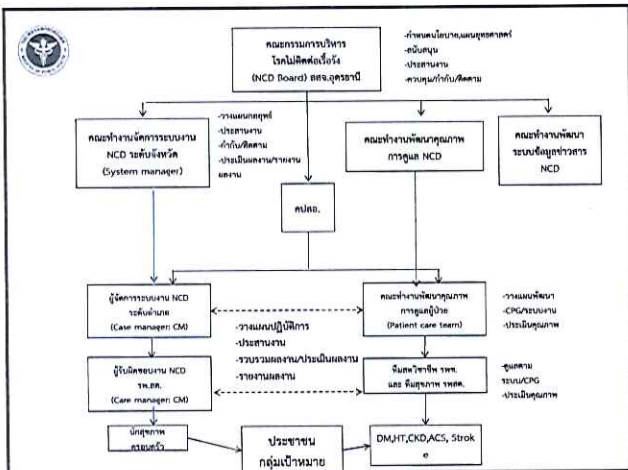 คณะกรรมการบริหาร
โรคไม่ติดต่อเรื้อรัง
(NCD Board) สสจ.อุดรธานี
-กำหนดนโยบาย,แผนยุทธศาสตร์
-สนับสนุน
-ประสานงาน
-ควบคุม/กำกับ/ติดตาม
คณะทำงานจัดการระบบงาน
NCD ระดับจังหวัด
(System manager)
-วางแผนกลยุทธ์
-ประสานงาน
-กำกับ/ติดตาม
-ประเมินผลงาน/รายงาน
ผลงาน
คณะทำงานพัฒนาคุณภาพ
การดูแล NCD
คณะทำงานพัฒนา
ระบบข้อมูลข่าวสาร
NCD
คปสอ.
ผู้จัดการระบบงาน NCD
ระดับอำเภอ
(Case manager: CM)
คณะทำงานพัฒนาคุณภาพ
การดูแลผู้ป่วย
(Patient care team)
-วางแผนพัฒนา
-CPG/ระบบงาน
-ประเมินคุณภาพ
-วางแผนปฏิบัติการ
-ประสานงาน
-รวบรวมผลงาน/ประเมินผลงาน
-รายงานผลงาน
ผู้รับผิดชอบงาน NCD
รพ.สต.
(Care manager: CM)
ทีมสหวิชาชีพ รพช.
และ ทีมสุขภาพ รพสต.
-ดูแลตาม
ระบบ/CPG
-ประเมินคุณภาพ
นักสุขภาพ
ครอบครัว
ประชาชน
กลุ่มเป้าหมาย
DM,HT,CKD,ACS, Strok
e